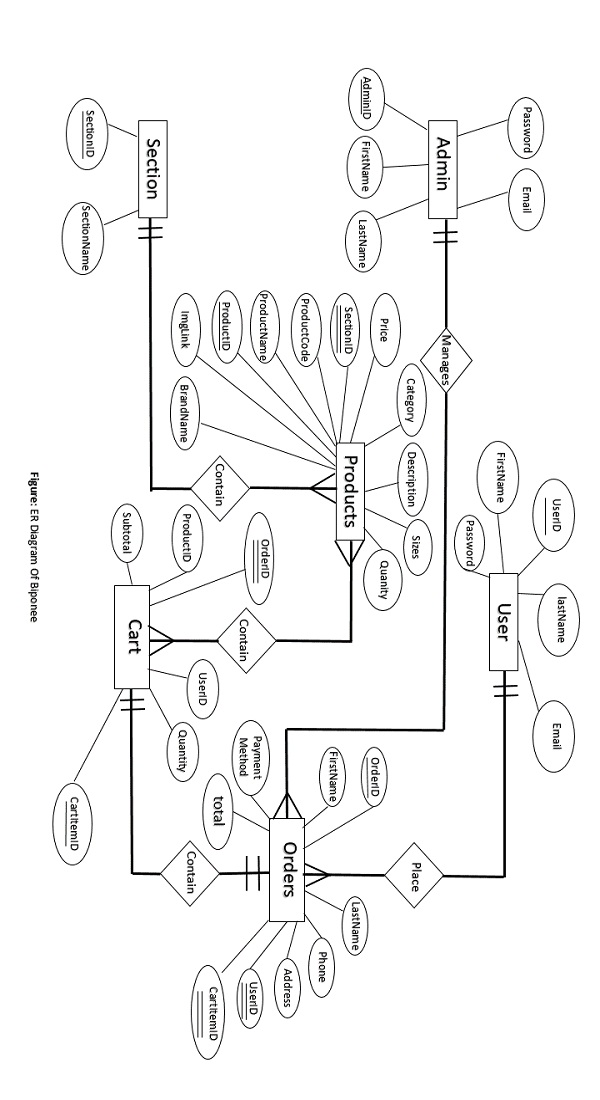 Password
Email
Admin
AdminID
FirstName
LastName
Manages
FirstName
UserID
lastName
Password
User
Email
Place
Section
SectionID
SectionName
Price
SectionID
ProductCode
ProductName
ProductID
ImgLink
BrandName
Category
Description
Sizes
Quanity
Products
Contain
Contain
OrderID
ProductID
Subtotal
Cart
UserID
Quantity
CartItemID
Contain
Payment
Method
total
FirstName
OrderID
Orders
LastName
Phone
Address
UserID
CartItemID
Figure: ER Diagram Of Biponee